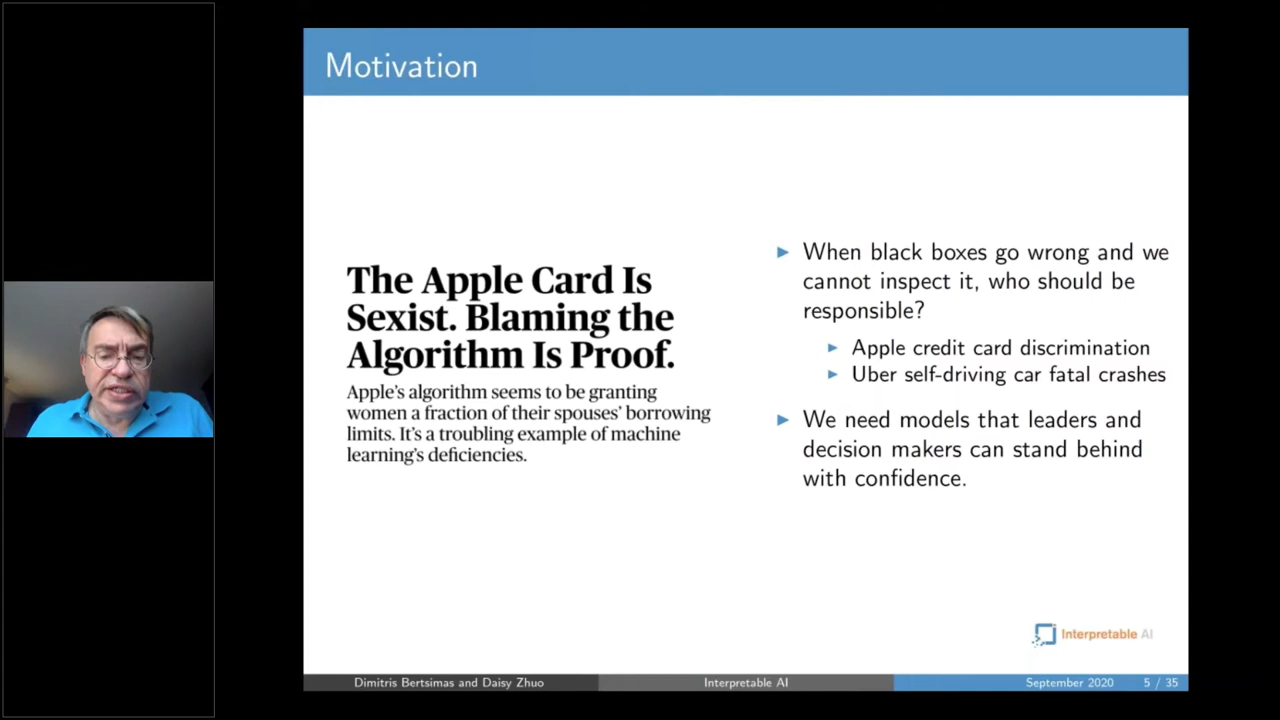 Motivation
The Apple Card Is
Sexist. Blaming the
Algorithm Is Proof.
Apple's algorithm seems to be granting
women a fraction of their spouses' borrowing
limits. It's a troubling example of machine
learning's deficiencies.
When black boxes go wrong and we
cannot inspect it, who should be
responsible?
Apple credit card discrimination
Uber self-driving car fatal crashes
We need models that leaders and
decision makers can stand behind
with confidence.
Interpretable AI
Dimitris Bertsimas and Daisy Zhuo
Interpretable AI
September 2020
5 / 35